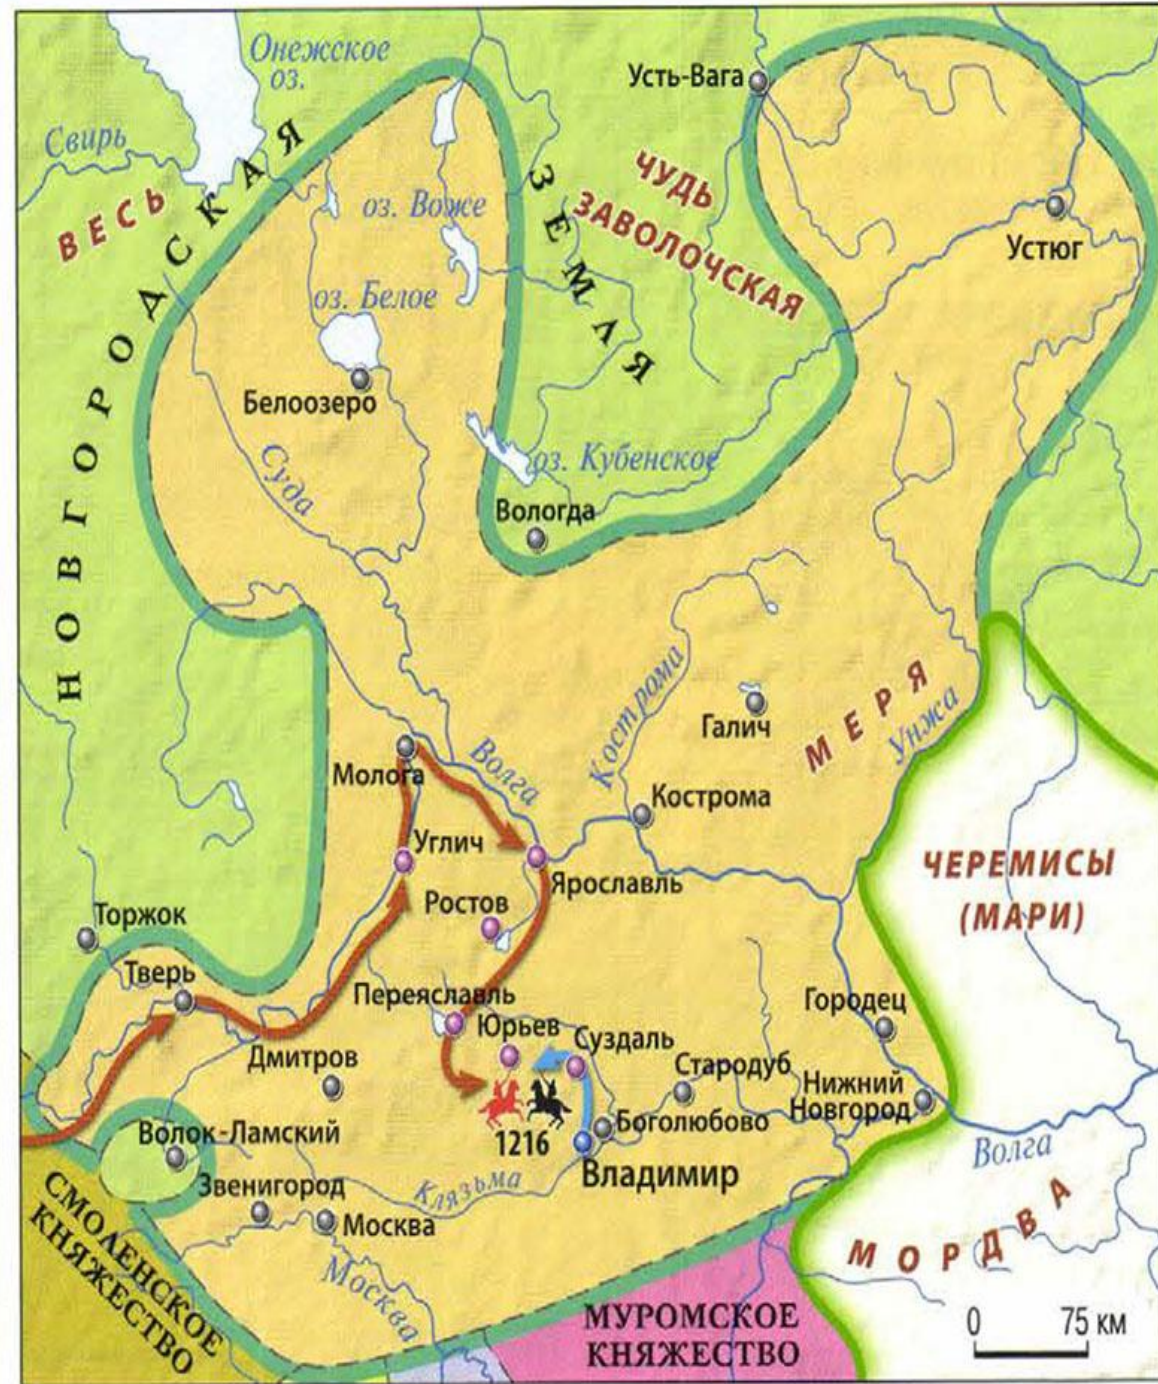 Онежское
оз.
Свирь
ВЕСЬ
НОВГОРОДСКАЯ
ЗЕМЛЯ
Усть-Вага
ЧУДЬ
ЗАВОЛОЧСКАЯ
Устюг
оз. Воже
оз. Белое
Белоозеро
Суда
оз. Кубенское
Вологда
Молога
Волга
Кострома
Галич
МЕРЯ
Унжа
Кострома
Углич
Ярославль
Ростов
ЧЕРЕМИСЫ
(МАРИ)
Торжок
Тверь
Переяславль
Юрьев
Суздаль
Городец
Дмитров
Стародуб
Нижний
Новгород
1216
Боголюбово
Владимир
Волок-Ламский
Звенигород
Москва
Клязьма
Волга
МОРДВА
Москва
СМОЛЕНСКОЕ
КНЯЖЕСТВО
МУРОМСКОЕ
КНЯЖЕСТВО
0 75 км